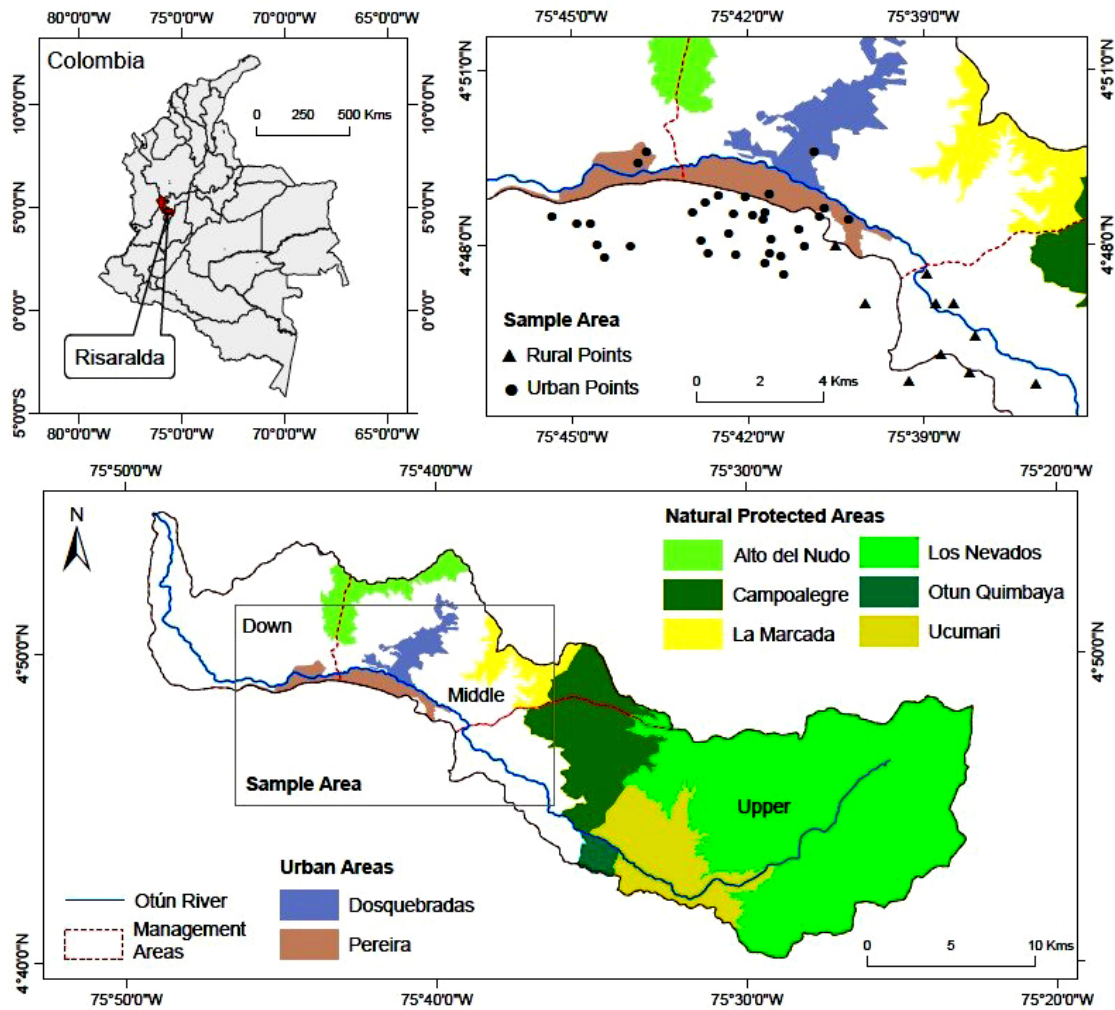 80°0'0"W 75°0'0"W 70°0'0"W 65°0'0"W
Colombia
0 250 500 Kms
10°0'0"N
5°0'0"N
0°0'0"
5°0'0"S
10°0'0"N
5°0'0"N
0°0'0"
Risaralda
80°0'0"W 75°0'0"W 70°0'0"W 65°0'0"W
75°45'0"W 75°42'0"W 75°39'0"W
4°51'0"N
4°48'0"N
4°51'0"N
4°48'0"N
Sample Area
Rural Points
Urban Points
0 2 4 Kms
75°45'0"W 75°42'0"W 75°39'0"W
75°50'0"W 75°40'0"W 75°30'0"W 75°20'0"W
N
Natural Protected Areas
Alto del Nudo
Los Nevados
Campoalegre
Otun Quimbaya
La Marcada
Ucumari
4°50'0"N
4°40'0"N
4°50'0"N
4°40'0"N
Down
Middle
Upper
Sample Area
Otún River
Management
Areas
Urban Areas
Dosquebradas
Pereira
0 5 10 Kms
75°50'0"W 75°40'0"W 75°30'0"W 75°20'0"W